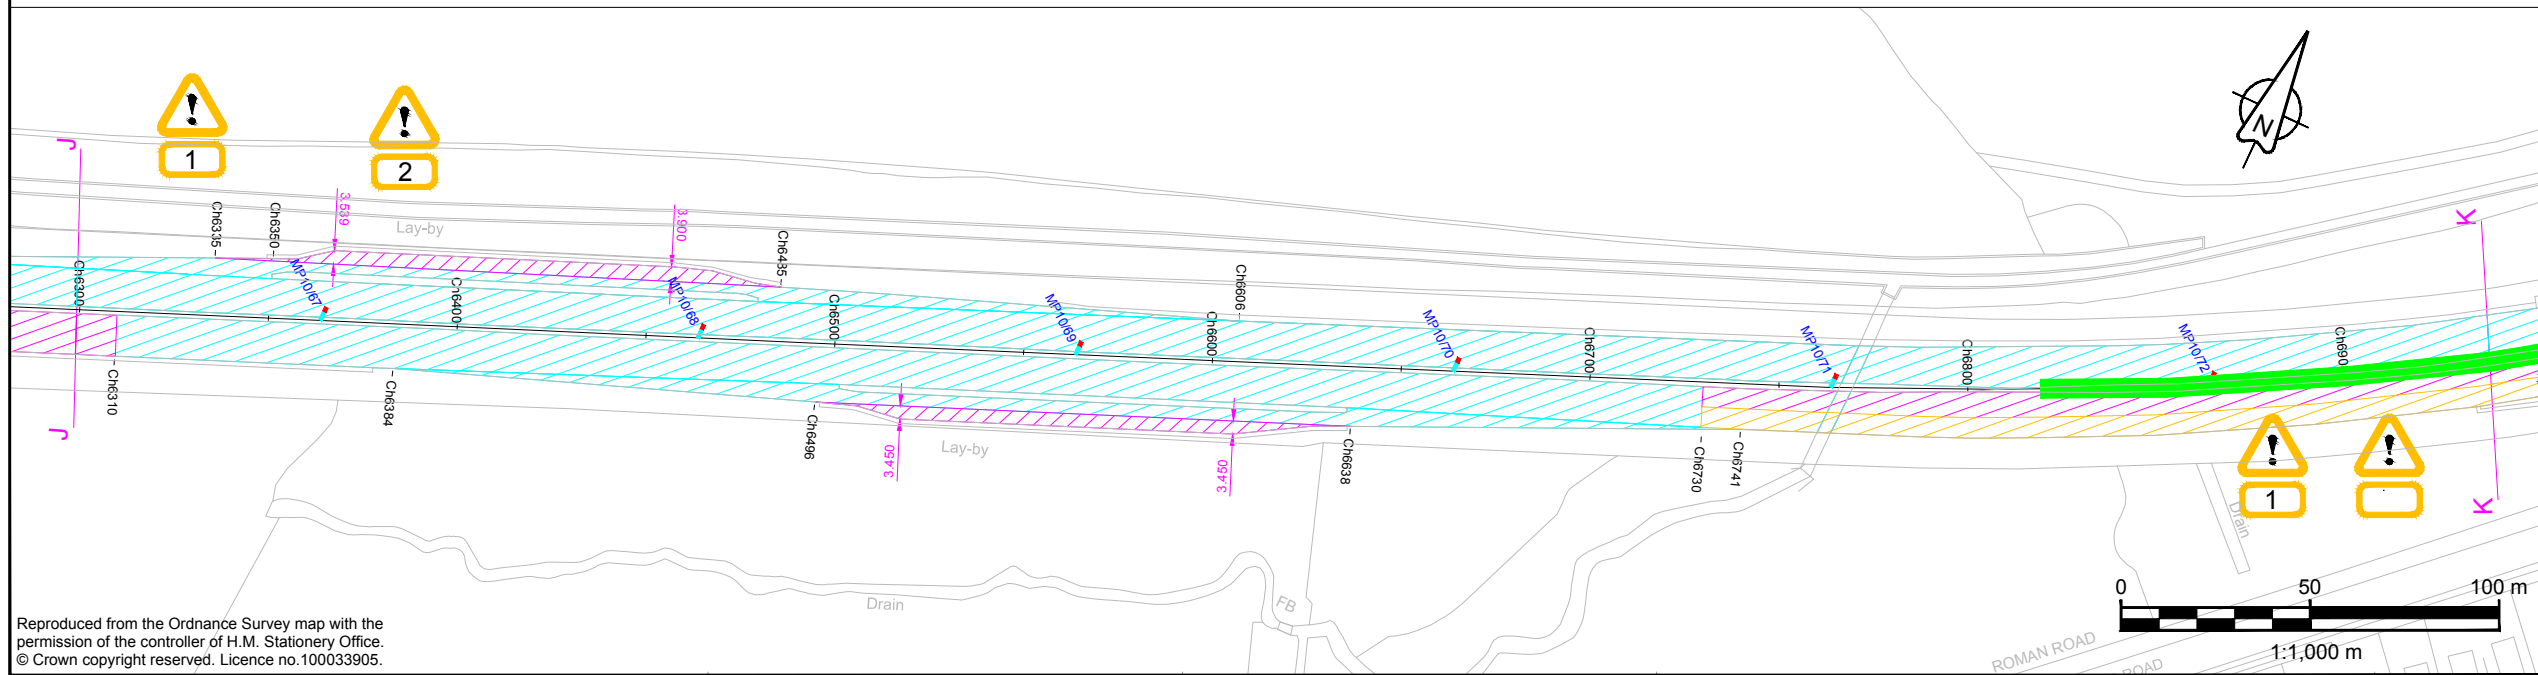 1
2
J
Ch6335
Ch6350
3.539
Lay-by
3.900
Ch6435
Ch6300
MP10/67
Ch6400
MP10/68
Ch6500
MP10/69
Ch6606
Ch6600
MP10/70
Ch6700
MP10/71
Ch6800
MP10/72
Ch690
K
N
J
Ch6310
Ch6384
Ch6496
3.450
Lay-by
3.450
Ch6638
Ch6730
Ch6741
1
K
Drain
Drain
FB
0 50 100 m
1:1,000 m
ROMAN ROAD
ROAD
Reproduced from the Ordnance Survey map with the
permission of the controller of H.M. Stationery Office.
© Crown copyright reserved. Licence no.100033905.